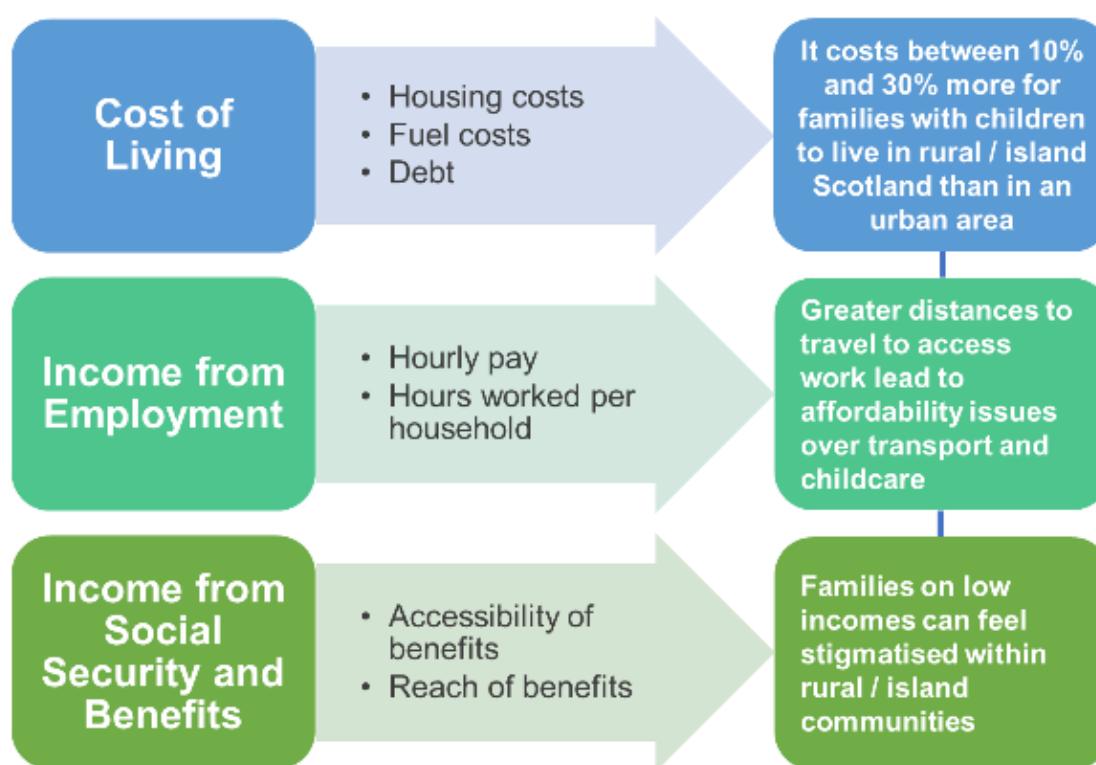 Cost of
Living
• Housing costs
• Fuel costs
• Debt
It costs between 10%
and 30% more for
families with children
to live in rural / island
Scotland than in an
urban area
Income from
Employment
• Hourly pay
• Hours worked per
household
Greater distances to
travel to access
work lead to
affordability issues
over transport and
childcare
Income from
Social
Security and
Benefits
• Accessibility of
benefits
• Reach of benefits
Families on low
incomes can feel
stigmatised within
rural / island
communities